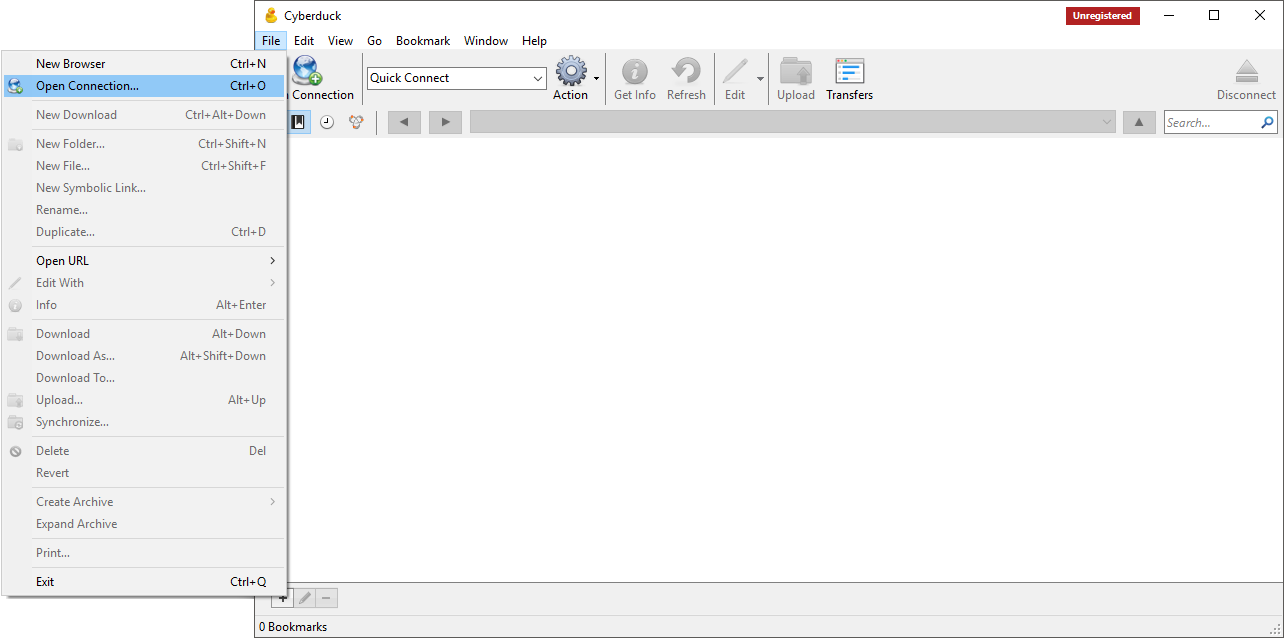 Cyberduck
Unregistered
File Edit View Go Bookmark Window Help
New Browser Ctrl+N
Open Connection... Ctrl+O
New Download Ctrl+Alt+Down
New Folder... Ctrl+Shift+N
New File... Ctrl+Shift+F
New Symbolic Link...
Rename...
Duplicate... Ctrl+D
Open URL
Edit With
Info Alt+Enter
Download Alt+Down
Download As... Alt+Shift+Down
Download To...
Upload... Alt+Up
Synchronize...
Delete Del
Revert
Create Archive
Expand Archive
Print...
Exit Ctrl+Q
Connection
Quick Connect
Action
Get Info
Refresh
Edit
Upload
Transfers
Disconnect
Search...
0 Bookmarks